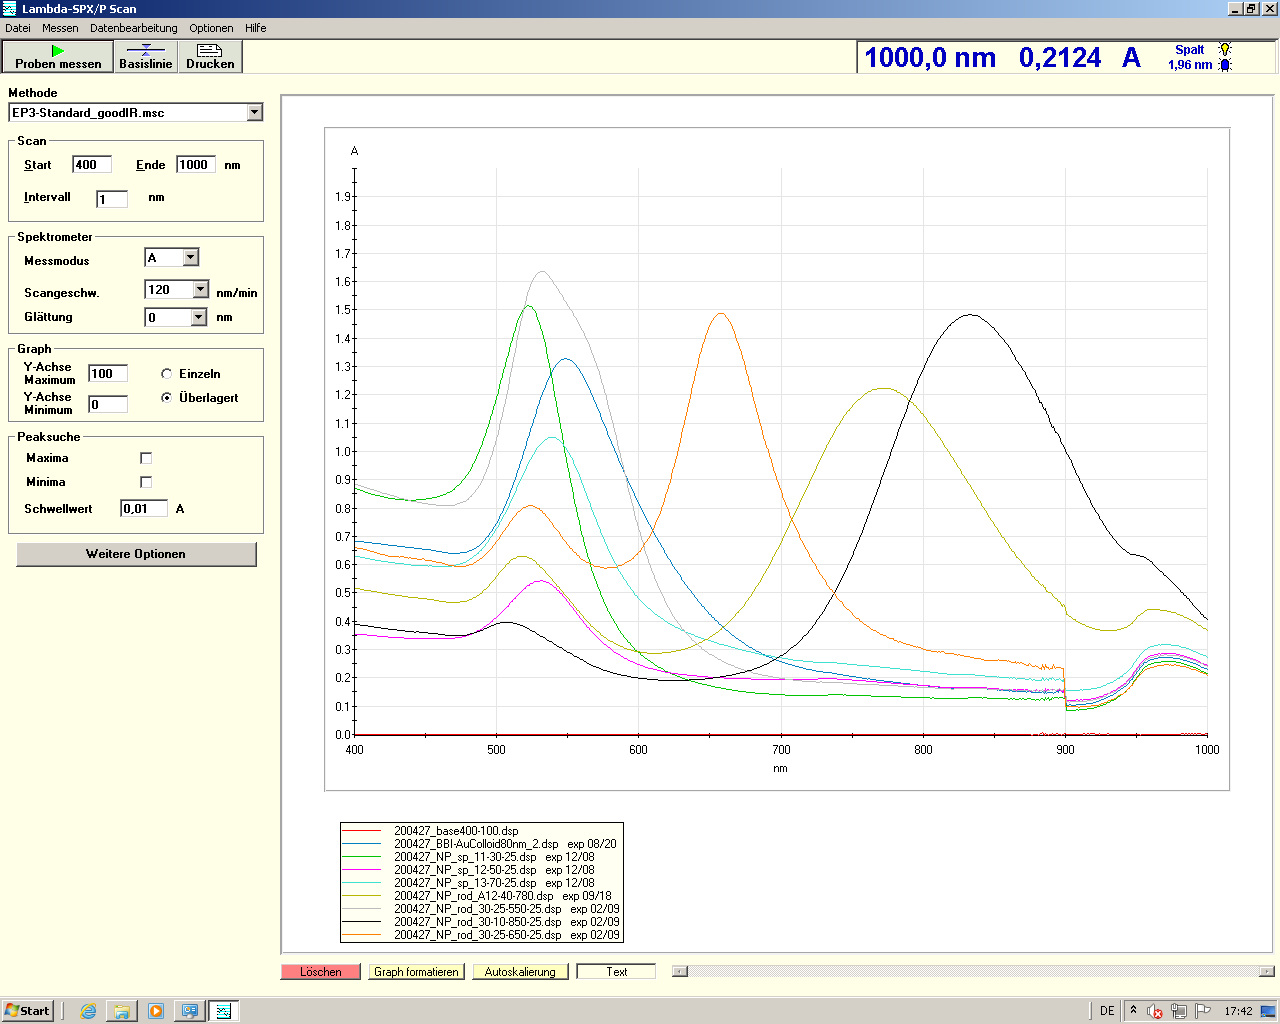 Lambda-SPX/P Scan
Datei Messen Datenbearbeitung Optionen Hilfe
Proben messen Basislinie Drucken
1000,0 nm 0,2124 A Spalt 1,96 nm
Methode
EP3-Standard_goodIR.msc
Scan
Start 400 Ende 1000 nm
Intervall 1 nm
Spektrometer
Messmodus A
Scangeschw. 120 nm/min
Glättung 0 nm
Graph
Y-Achse Maximum 100 Einzeln
Y-Achse Minimum 0 Überlagert
Peaksuche
Maxima
Minima
Schwellwert 0,01 A
Weitere Optionen
A
1.9
1.8
1.7
1.6
1.5
1.4
1.3
1.2
1.1
1.0
0.9
0.8
0.7
0.6
0.5
0.4
0.3
0.2
0.1
0.0
400 500 600 700 800 900 1000
nm
200427_base400-100.dsp
200427_BBI-AuColloid80nm_2.dsp exp 08/20
200427_NP_sp_11-30-25.dsp exp 12/08
200427_NP_sp_12-50-25.dsp exp 12/08
200427_NP_sp_13-70-25.dsp exp 12/08
200427_NP_rod_A12-40-780.dsp exp 09/18
200427_NP_rod_30-25-550-25.dsp exp 02/09
200427_NP_rod_30-10-850-25.dsp exp 02/09
200427_NP_rod_30-25-650-25.dsp exp 02/09
Löschen Graph formatieren Autoskalierung Text
Start DE 17:42